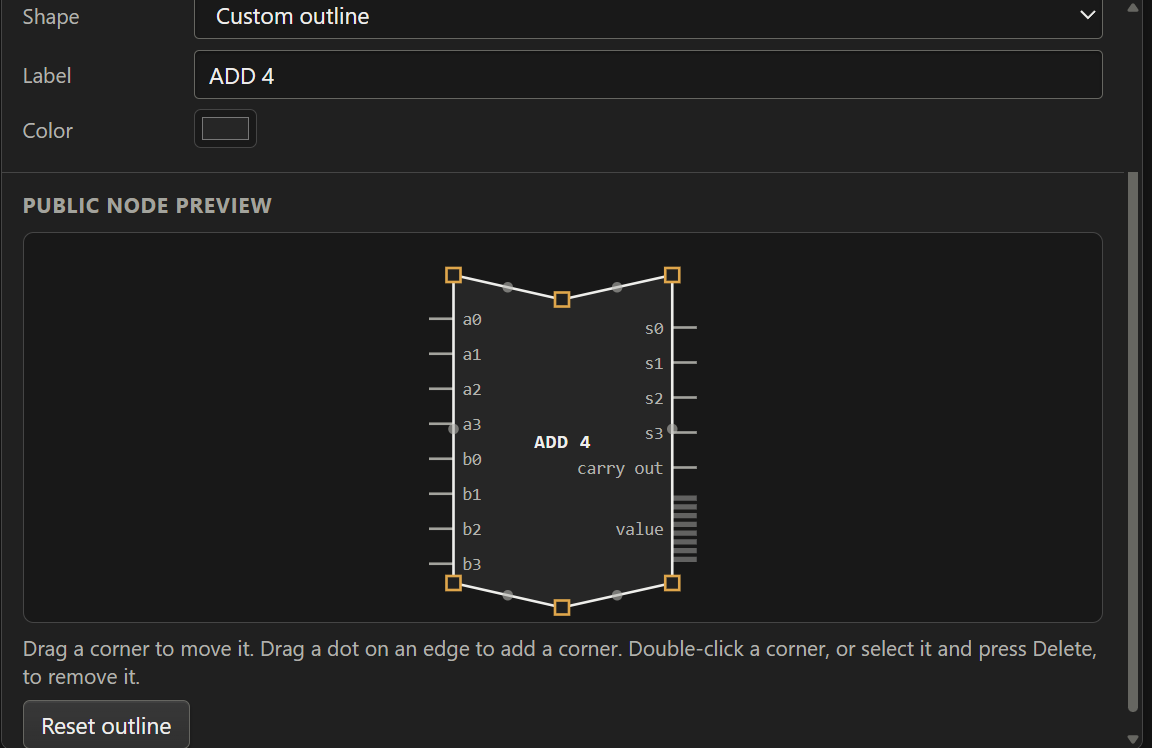 Shape
Custom outline
Label
ADD 4
Color
PUBLIC NODE PREVIEW
a0
s0
a1
s1
a2
s2
a3
s3
ADD 4
b0
carry out
b1
b2
value
b3
Drag a corner to move it. Drag a dot on an edge to add a corner. Double-click a corner, or select it and press Delete,
to remove it.
Reset outline